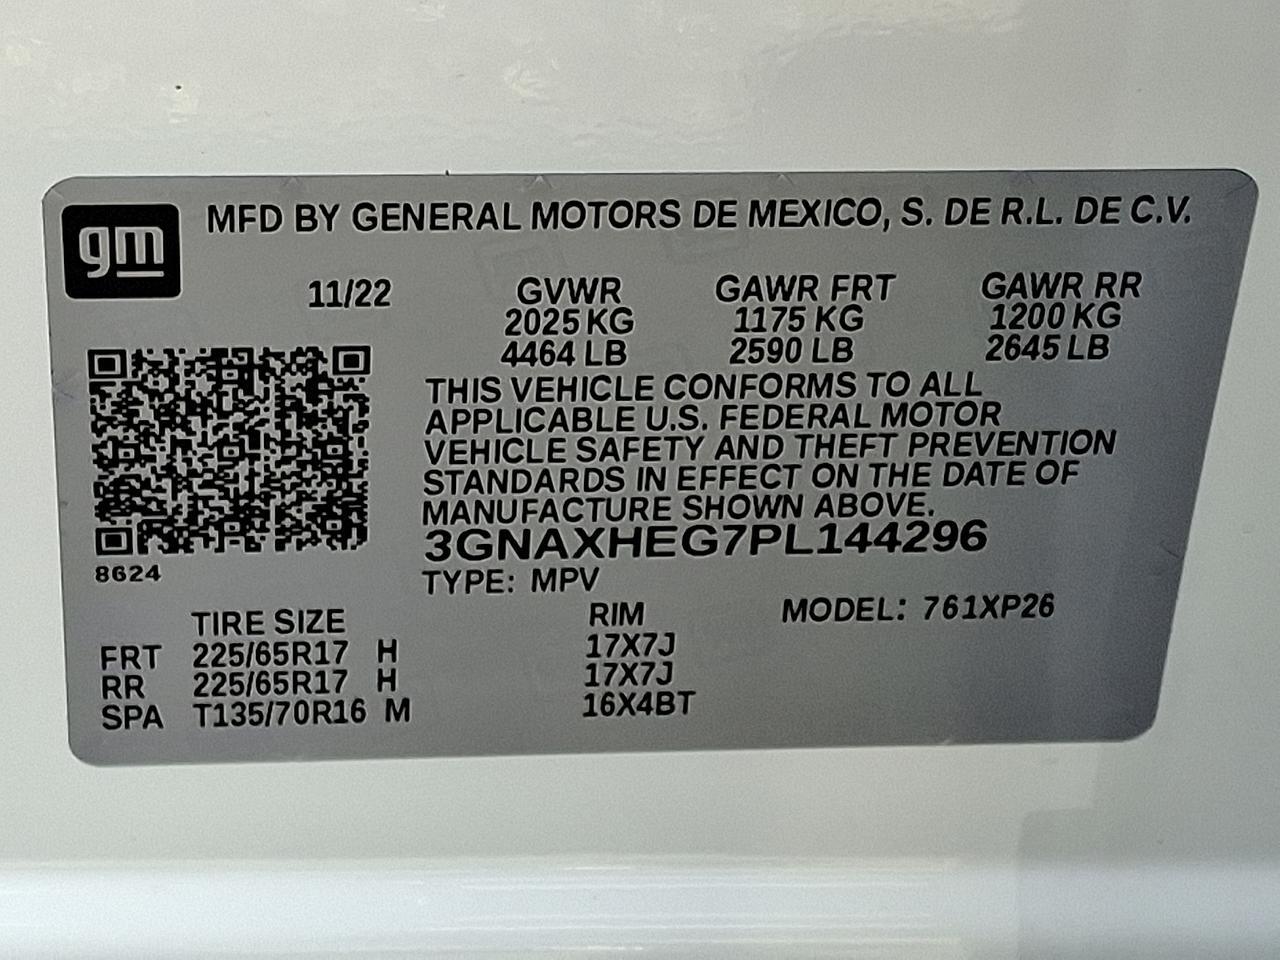 gm
MFD BY GENERAL MOTORS DE MEXICO, S. DE R.L. DE C.V.
11/22 GVWR GAWR FRT GAWR RR
2025 KG 1175 KG 1200 KG
4464 LB 2590 LB 2645 LB
THIS VEHICLE CONFORMS TO ALL
APPLICABLE U.S. FEDERAL MOTOR
VEHICLE SAFETY AND THEFT PREVENTION
STANDARDS IN EFFECT ON THE DATE OF
MANUFACTURE SHOWN ABOVE.
3GNAXHEG7PL144296
8624
TYPE: MPV
MODEL: 761XP26
TIRE SIZE RIM
FRT 225/65R17 H 17X7J
RR 225/65R17 H 17X7J
SPA T135/70R16 M 16X4BT